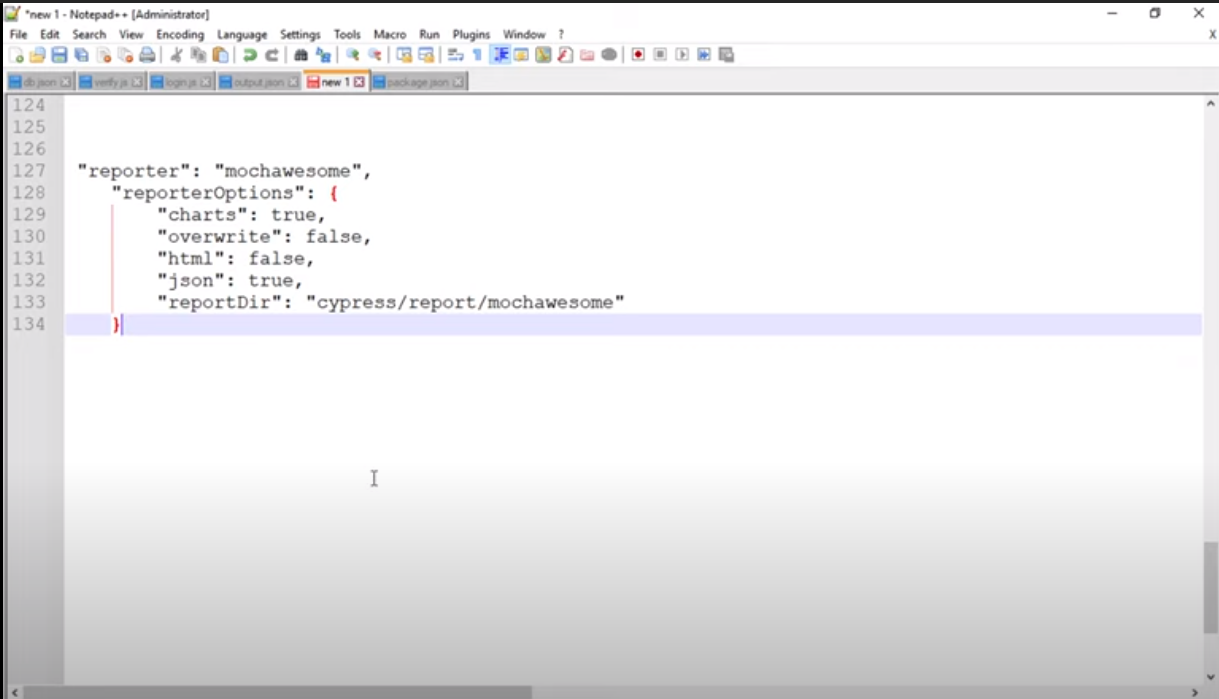 *new 1 - Notepad++ [Administrator]
File Edit Search View Encoding Language Settings Tools Macro Run Plugins Window ? X
db.json verify.js login.js output.json new 1 package.json
124
125
126
127 "reporter": "mochawesome",
128 "reporterOptions": {
129 "charts": true,
130 "overwrite": false,
131 "html": false,
132 "json": true,
133 "reportDir": "cypress/report/mochawesome"
134 }